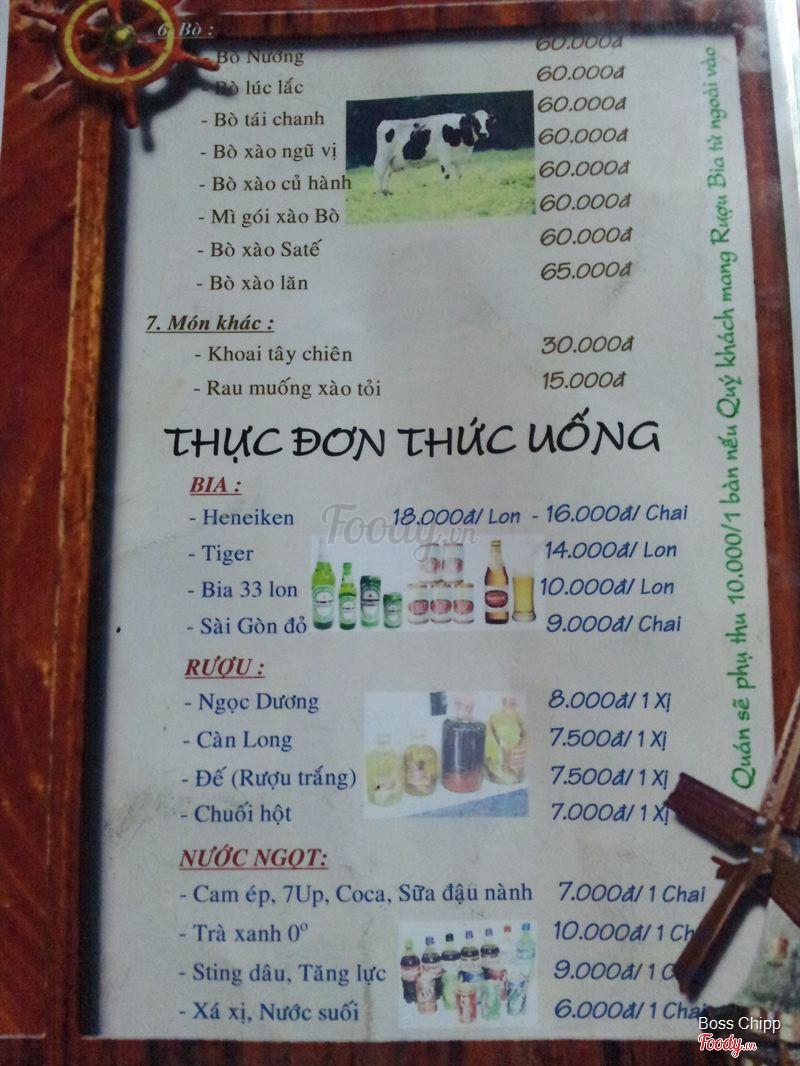 6. Bò :
- Bò Nướng 60.000đ
- Bò lúc lắc 60.000đ
- Bò tái chanh 60.000đ
- Bò xào ngũ vị 60.000đ
- Bò xào củ hành 60.000đ
- Mì gói xào Bò 60.000đ
- Bò xào Satế 60.000đ
- Bò xào lăn 65.000đ
7. Món khác :
- Khoai tây chiên 30.000đ
- Rau muống xào tỏi 15.000đ
THỰC ĐƠN THỨC UỐNG
BIA :
- Heneiken 18.000đ/ Lon - 16.000đ/ Chai
- Tiger 14.000đ/ Lon
- Bia 33 lon 10.000đ/ Lon
- Sài Gòn đỏ 9.000đ/ Chai
RƯỢU :
- Ngọc Dương 8.000đ/ 1 Xị
- Càn Long 7.500đ/ 1 Xị
- Đế (Rượu trắng) 7.500đ/ 1 Xị
- Chuối hột 7.000đ/ 1 Xị
NƯỚC NGỌT:
- Cam ép, 7Up, Coca, Sữa đậu nành 7.000đ/ 1 Chai
- Trà xanh 0º 10.000đ/ 1 Ch
- Sting dâu, Tăng lực 9.000đ/ 1 C
- Xá xị, Nước suối 6.000đ/ 1 Chai
Quán sẽ phụ thu 10.000/1 bàn nếu Quý khách mang Rượu Bia từ ngoài vào
Foody.vn
Boss Chipp
Foody.vn